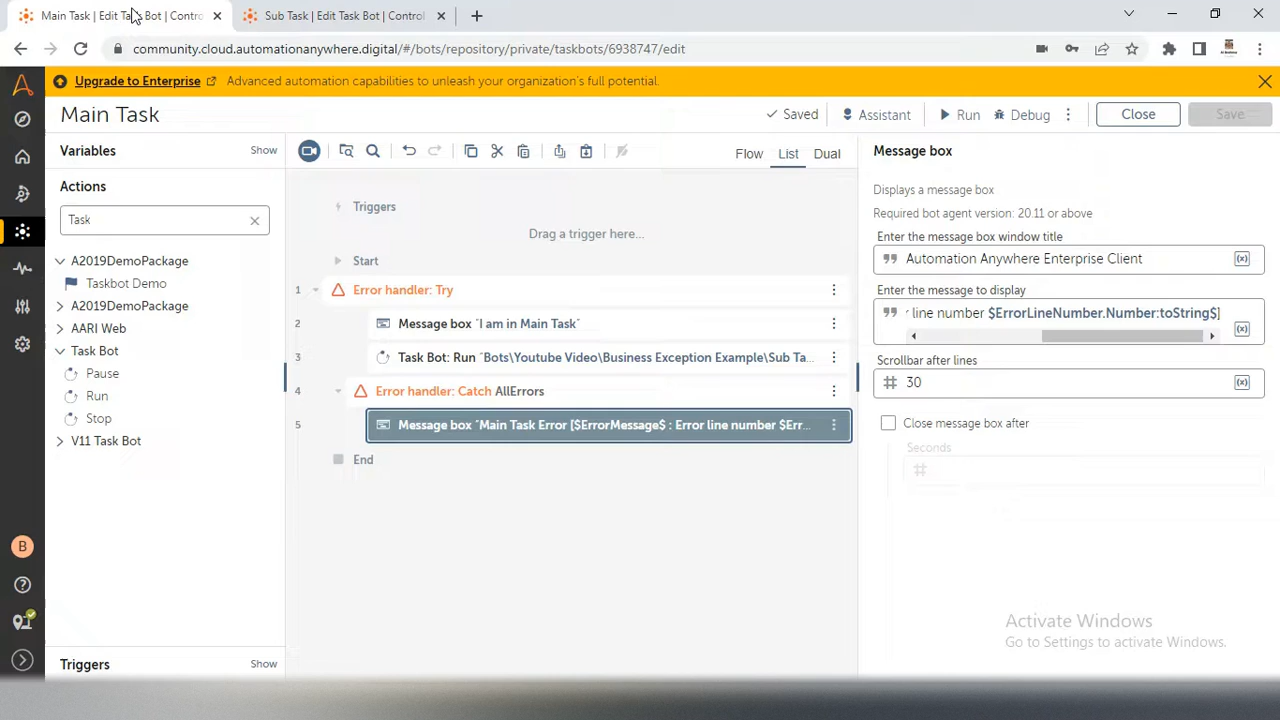 Main Task | Edit Task Bot | Contro
Sub Task | Edit Task Bot | Control
community.cloud.automationanywhere.digital/#/bots/repository/private/taskbots/6938747/edit
Upgrade to Enterprise
Advanced automation capabilities to unleash your organization's full potential.
Main Task
Saved
Assistant
Run
Debug
Close
Save
Variables
Show
Flow
List
Dual
Message box
Actions
Task
A2019DemoPackage
Taskbot Demo
A2019DemoPackage
AARI Web
Task Bot
Pause
Run
Stop
V11 Task Bot
Triggers
Show
B
Triggers
Drag a trigger here...
Start
1 Error handler: Try
2 Message box "I am in Main Task"
3 Task Bot: Run "Bots\Youtube Video\Business Exception Example\Sub Ta...
4 Error handler: Catch AllErrors
5 Message box "Main Task Error [$ErrorMessage$ : Error line number $Err...
End
Displays a message box
Required bot agent version: 20.11 or above
Enter the message box window title
Automation Anywhere Enterprise Client
(x)
Enter the message to display
line number $ErrorLineNumber.Number:toString$]
(x)
Scrollbar after lines
# 30
(x)
Close message box after
Seconds
#
Activate Windows
Go to Settings to activate Windows.